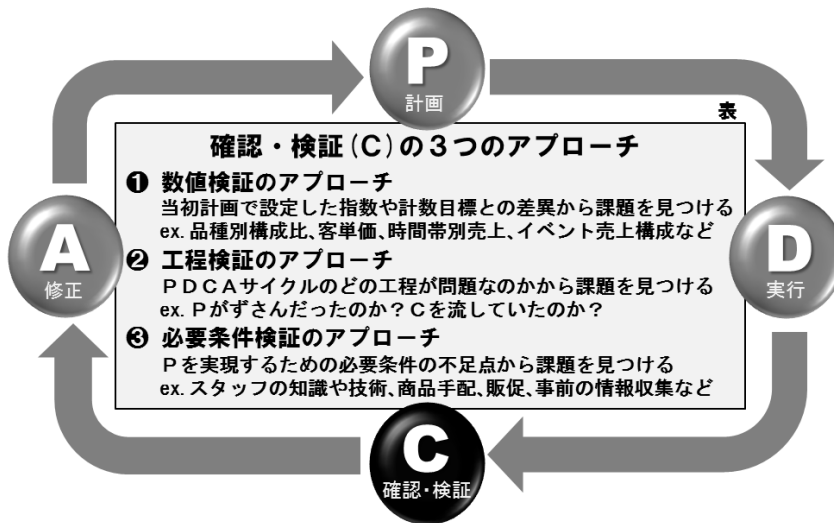 P
計画
表
確認・検証(C)の3つのアプローチ
❶ 数値検証のアプローチ
当初計画で設定した指数や計数目標との差異から課題を見つける
ex.品種別構成比、客単価、時間帯別売上、イベント売上構成など
❷ 工程検証のアプローチ
PDCAサイクルのどの工程が問題なのかから課題を見つける
ex.Pがずさんだったのか?Cを流していたのか?
❸ 必要条件検証のアプローチ
Pを実現するための必要条件の不足点から課題を見つける
ex.スタッフの知識や技術、商品手配、販促、事前の情報収集など
A
修正
D
実行
C
確認・検証